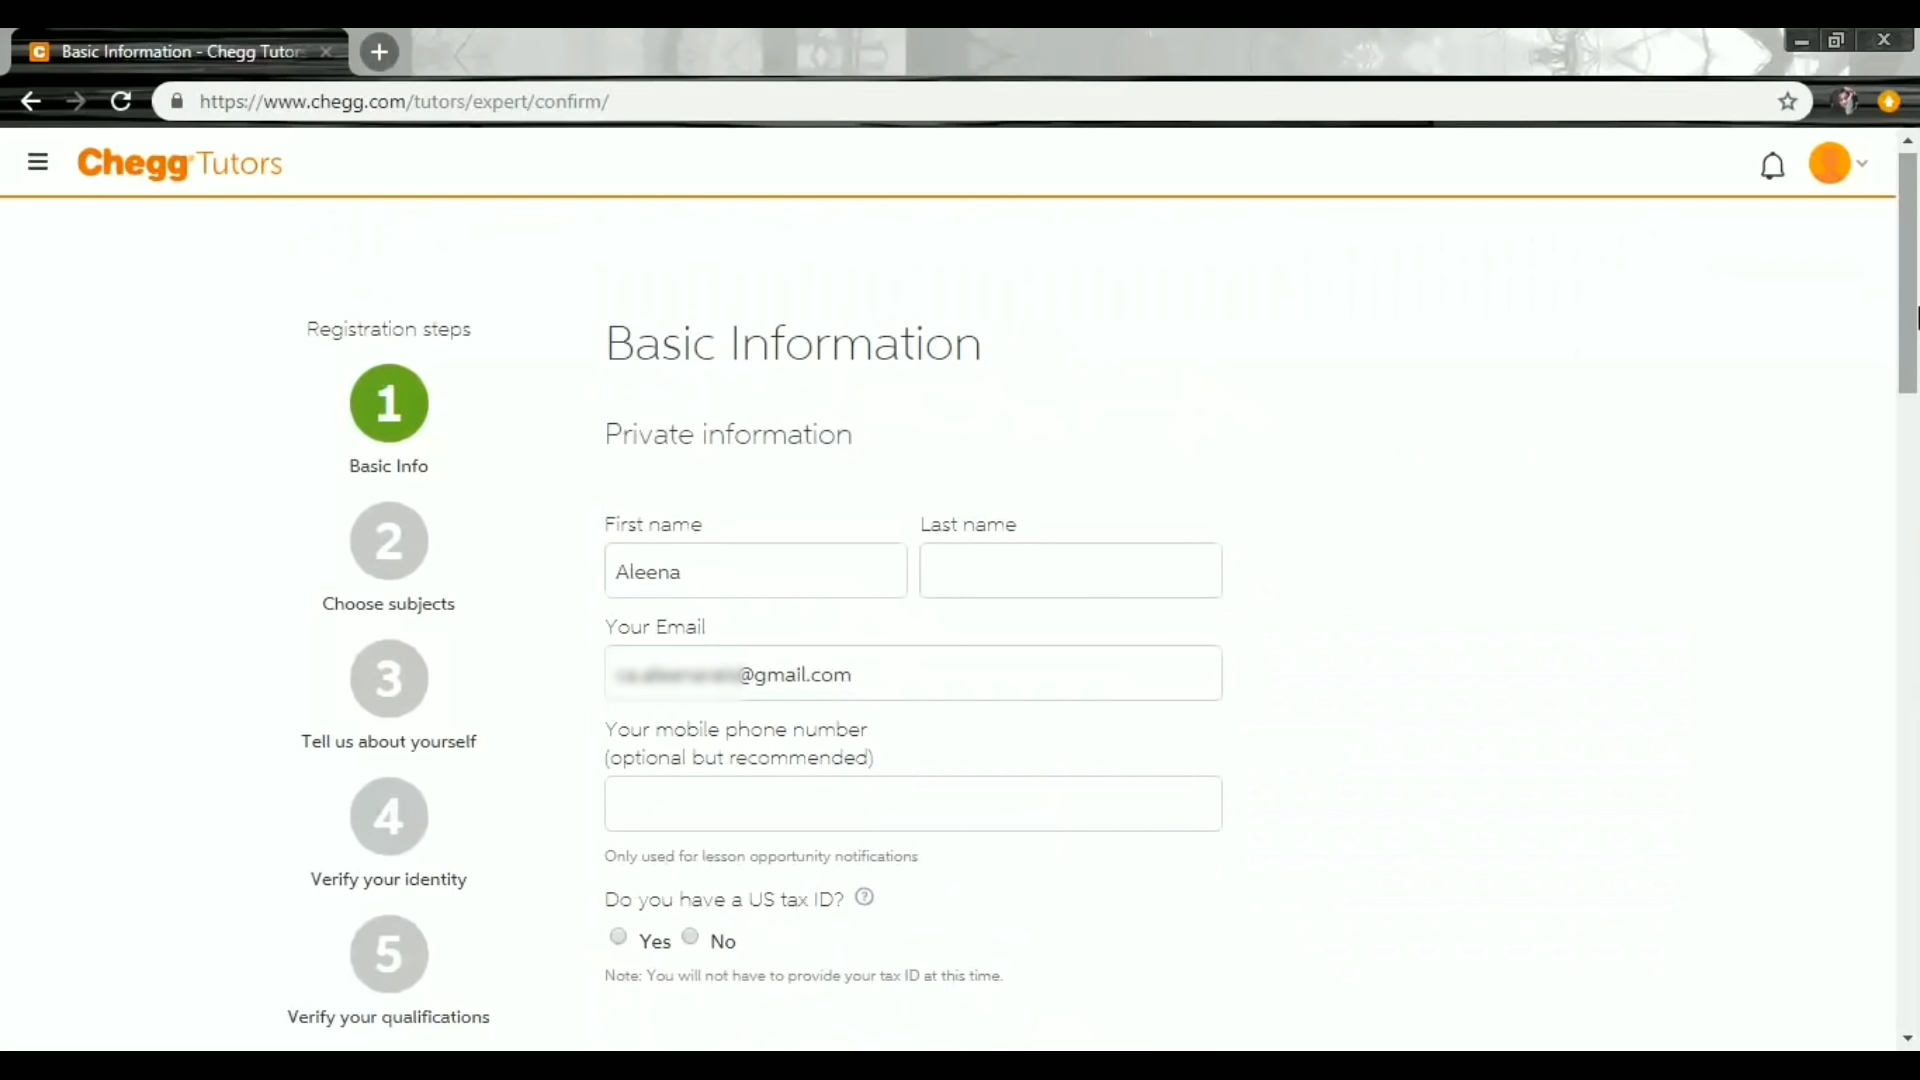 Basic Information - Chegg Tutor
https://www.chegg.com/tutors/expert/confirm/
Chegg Tutors
Registration steps
1
Basic Info
2
Choose subjects
3
Tell us about yourself
4
Verify your identity
5
Verify your qualifications
Basic Information
Private information
First name Last name
Aleena
Your Email
@gmail.com
Your mobile phone number
(optional but recommended)
Only used for lesson opportunity notifications
Do you have a US tax ID?
Yes No
Note: You will not have to provide your tax ID at this time.